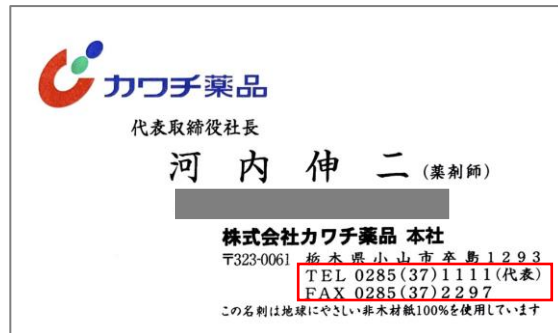 カワチ薬品
代表取締役社長
河内伸二(薬剤師)
株式会社カワチ薬品 本社
〒323-0061 栃木県小山市卒島1293
TEL 0285(37)1111(代表)
FAX 0285(37)2297
この名刺は地球にやさしい非木材紙100%を使用しています